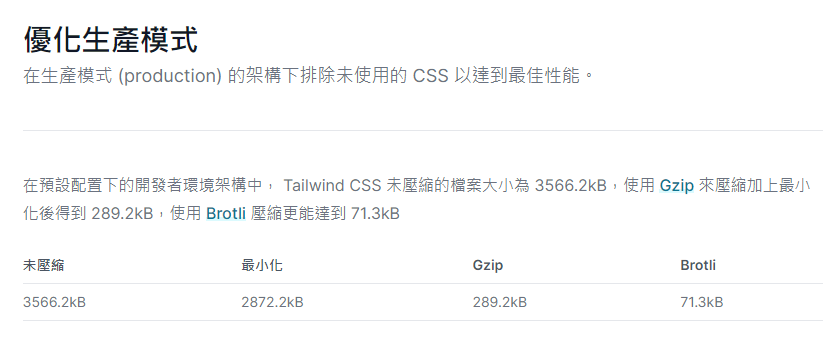 優化生產模式
在生產模式 (production) 的架構下排除未使用的 CSS 以達到最佳性能。
在預設配置下的開發者環境架構中， Tailwind CSS 未壓縮的檔案大小為 3566.2kB，使用 Gzip 來壓縮加上最小
化後得到 289.2kB，使用 Brotli 壓縮更能達到 71.3kB
未壓縮 最小化 Gzip Brotli
3566.2kB 2872.2kB 289.2kB 71.3kB